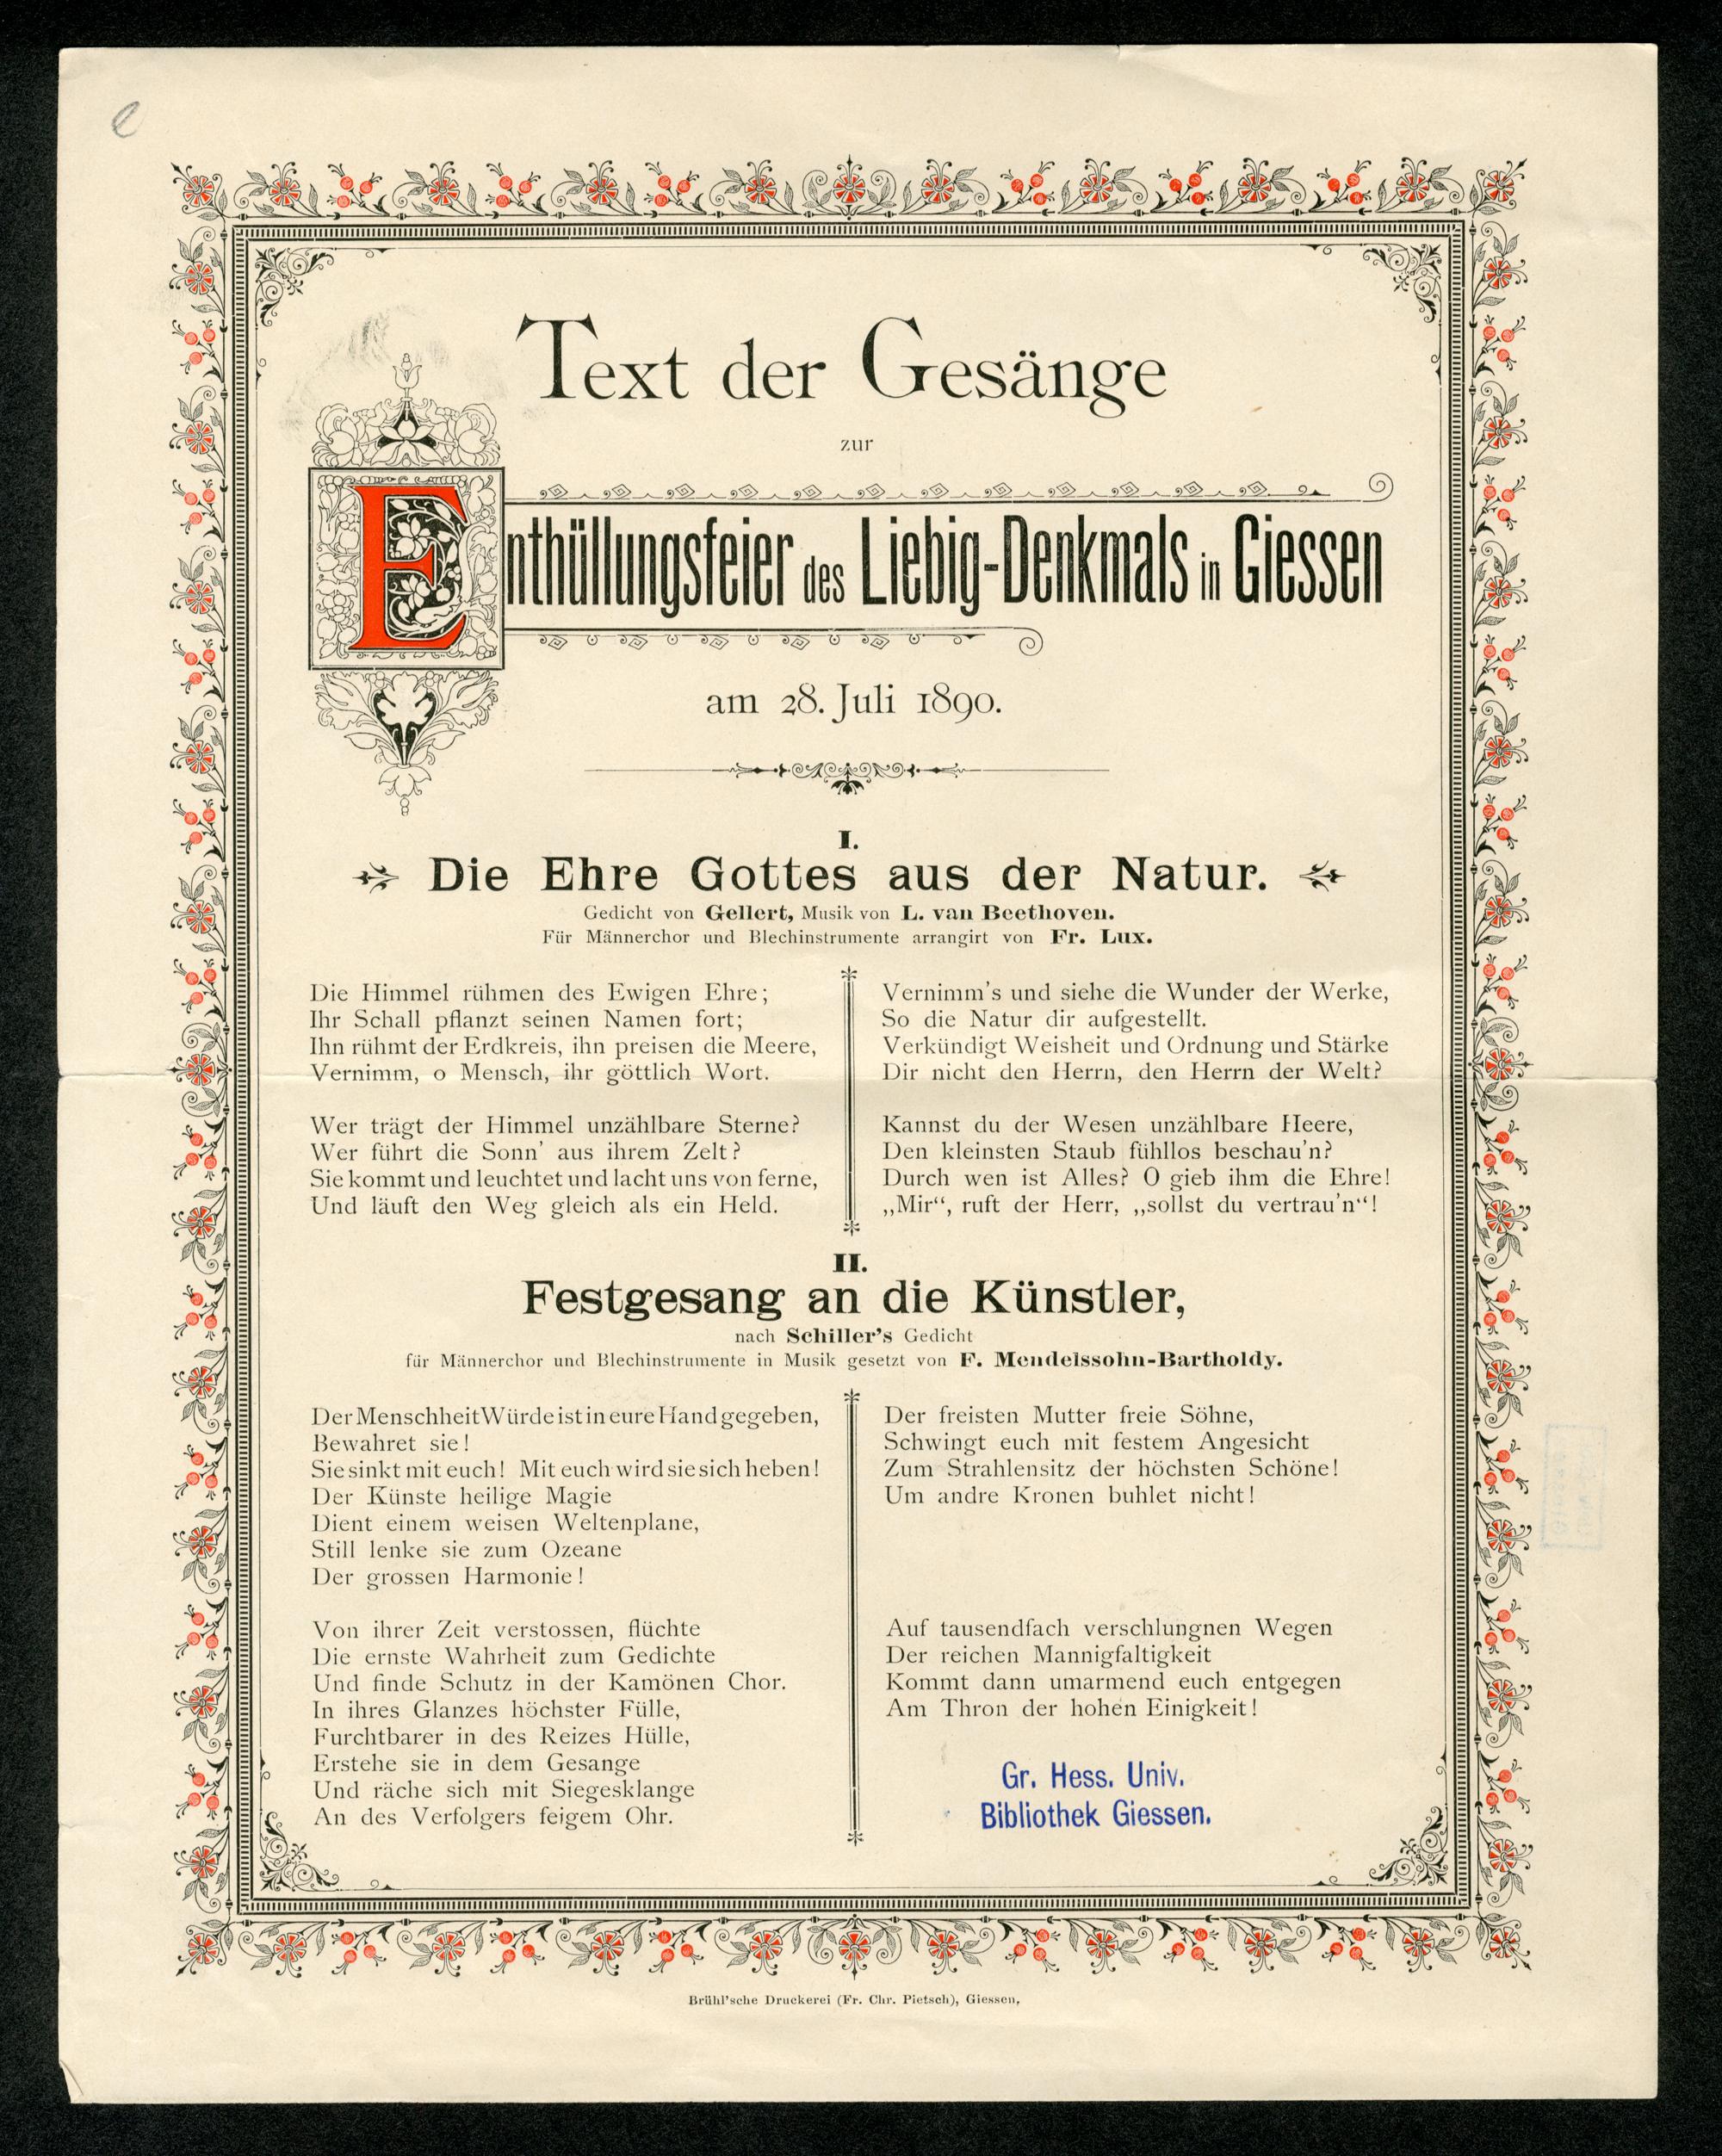 e
Text der Gesänge
zur
Enthüllungsfeier des Liebig-Denkmals in Giessen
am 28. Juli 1890.
I.
Die Ehre Gottes aus der Natur.
Gedicht von Gellert, Musik von L. van Beethoven.
Für Männerchor und Blechinstrumente arrangirt von Fr. Lux.
Die Himmel rühmen des Ewigen Ehre;
Ihr Schall pflanzt seinen Namen fort;
Ihn rühmt der Erdkreis, ihn preisen die Meere,
Vernimm, o Mensch, ihr göttlich Wort.
Wer trägt der Himmel unzählbare Sterne?
Wer führt die Sonn' aus ihrem Zelt?
Sie kommt und leuchtet und lacht uns von ferne,
Und läuft den Weg gleich als ein Held.
Vernimm's und siehe die Wunder der Werke,
So die Natur dir aufgestellt.
Verkündigt Weisheit und Ordnung und Stärke
Dir nicht den Herrn, den Herrn der Welt?
Kannst du der Wesen unzählbare Heere,
Den kleinsten Staub fühllos beschau'n?
Durch wen ist Alles? O gieb ihm die Ehre!
„Mir“, ruft der Herr, „sollst du vertrau'n“!
II.
Festgesang an die Künstler,
nach Schiller's Gedicht
für Männerchor und Blechinstrumente in Musik gesetzt von F. Mendelssohn-Bartholdy.
Der Menschheit Würde ist in eure Hand gegeben,
Bewahret sie!
Sie sinkt mit euch! Mit euch wird sie sich heben!
Der Künste heilige Magie
Dient einem weisen Weltenplane,
Still lenke sie zum Ozeane
Der grossen Harmonie!
Von ihrer Zeit verstossen, flüchte
Die ernste Wahrheit zum Gedichte
Und finde Schutz in der Kamönen Chor.
In ihres Glanzes höchster Fülle,
Furchtbarer in des Reizes Hülle,
Erstehe sie in dem Gesange
Und räche sich mit Siegesklange
An des Verfolgers feigem Ohr.
Der freisten Mutter freie Söhne,
Schwingt euch mit festem Angesicht
Zum Strahlensitz der höchsten Schöne!
Um andre Kronen buhlet nicht!
Auf tausendfach verschlungnen Wegen
Der reichen Mannigfaltigkeit
Kommt dann umarmend euch entgegen
Am Thron der hohen Einigkeit!
Gr. Hess. Univ.
Bibliothek Giessen.
Brühl'sche Druckerei (Fr. Chr. Pietsch), Giessen,